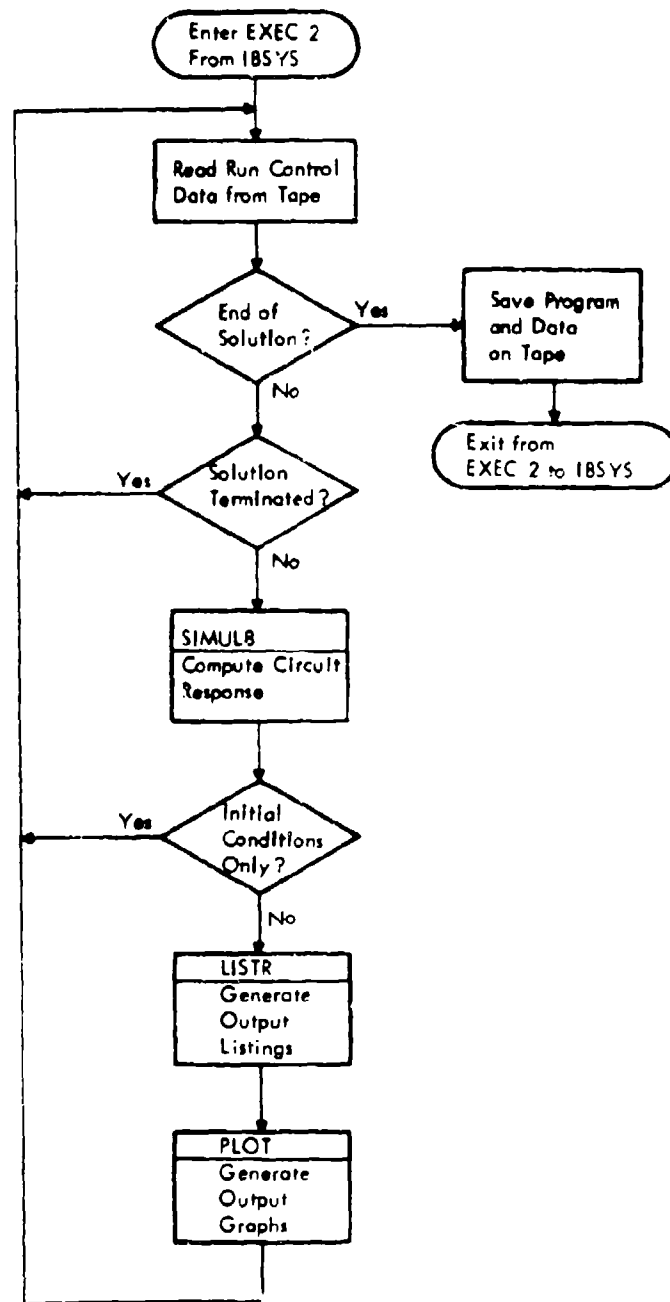 Enter EXEC 2
From IBSYS
Read Run Control
Data from Tape
End of
Solution?
Yes
Save Program
and Data
on Tape
No
Exit from
EXEC 2 to IBSYS
Yes
Solution
Terminated?
No
SIMUL8
Compute Circuit
Response
Yes
Initial
Conditions
Only?
No
LISTR
Generate
Output
Listings
PLOT
Generate
Output
Graphs